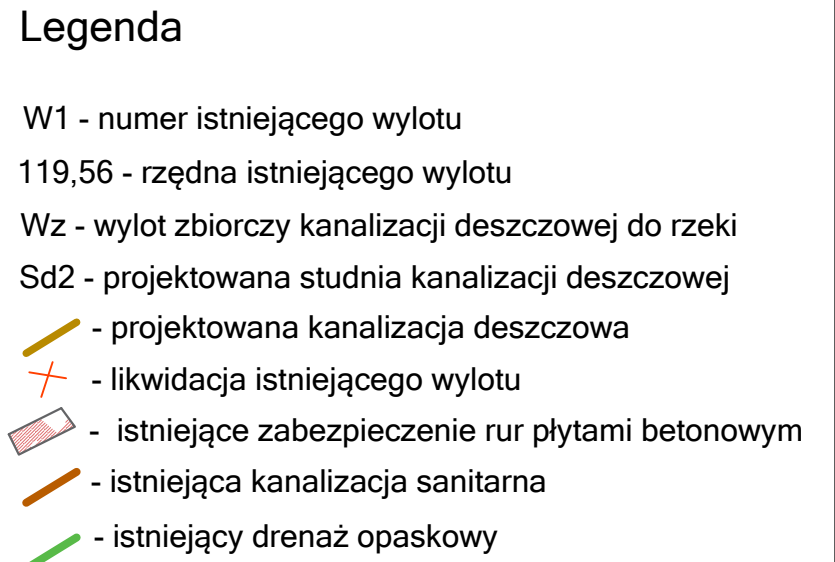 Legenda
W1 - numer istniejącego wylotu
119,56 - rzędna istniejącego wylotu
Wz - wylot zbiorczy kanalizacji deszczowej do rzeki
Sd2 - projektowana studnia kanalizacji deszczowej
- projektowana kanalizacja deszczowa
- likwidacja istniejącego wylotu
- istniejące zabezpieczenie rur płytami betonowym
- istniejąca kanalizacja sanitarna
- istniejący drenaż opaskowy